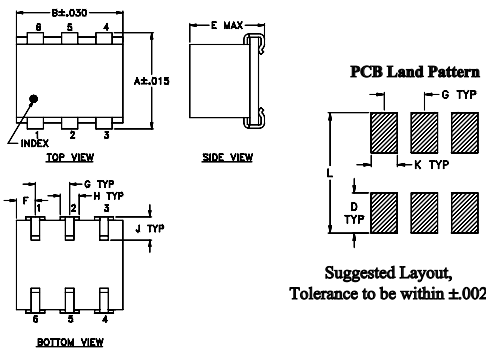 B±.030
6 5 4
A±.015
INDEX
1 2 3
TOP VIEW
E MAX
SIDE VIEW
PCB Land Pattern
G TYP
K TYP
L
D
TYP
Suggested Layout,
Tolerance to be within ±.002
G TYP
H TYP
F
1 2 3
J TYP
6 5 4
BOTTOM VIEW